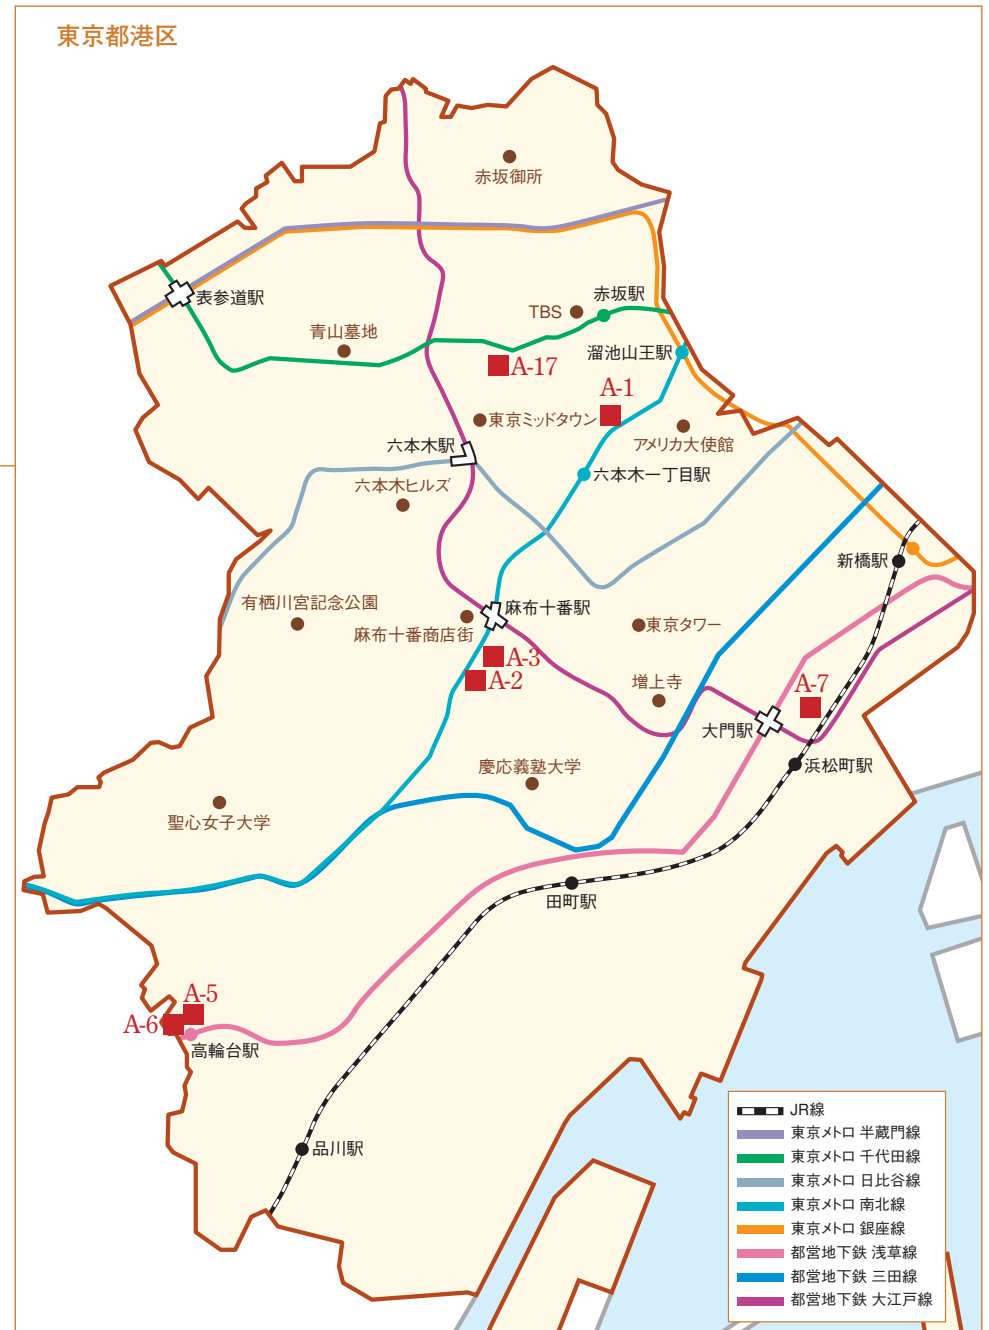 東京都港区
赤坂御所
表参道駅
赤坂駅
TBS
青山墓地
溜池山王駅
A-17
A-1
東京ミッドタウン
六本木駅
アメリカ大使館
六本木一丁目駅
六本木ヒルズ
新橋駅
有栖川宮記念公園
麻布十番駅
麻布十番商店街
東京タワー
A-3
A-2
増上寺
A-7
大門駅
浜松町駅
慶応義塾大学
聖心女子大学
田町駅
A-5
A-6
高輪台駅
品川駅
JR線
東京メトロ 半蔵門線
東京メトロ 千代田線
東京メトロ 日比谷線
東京メトロ 南北線
東京メトロ 銀座線
都営地下鉄 浅草線
都営地下鉄 三田線
都営地下鉄 大江戸線